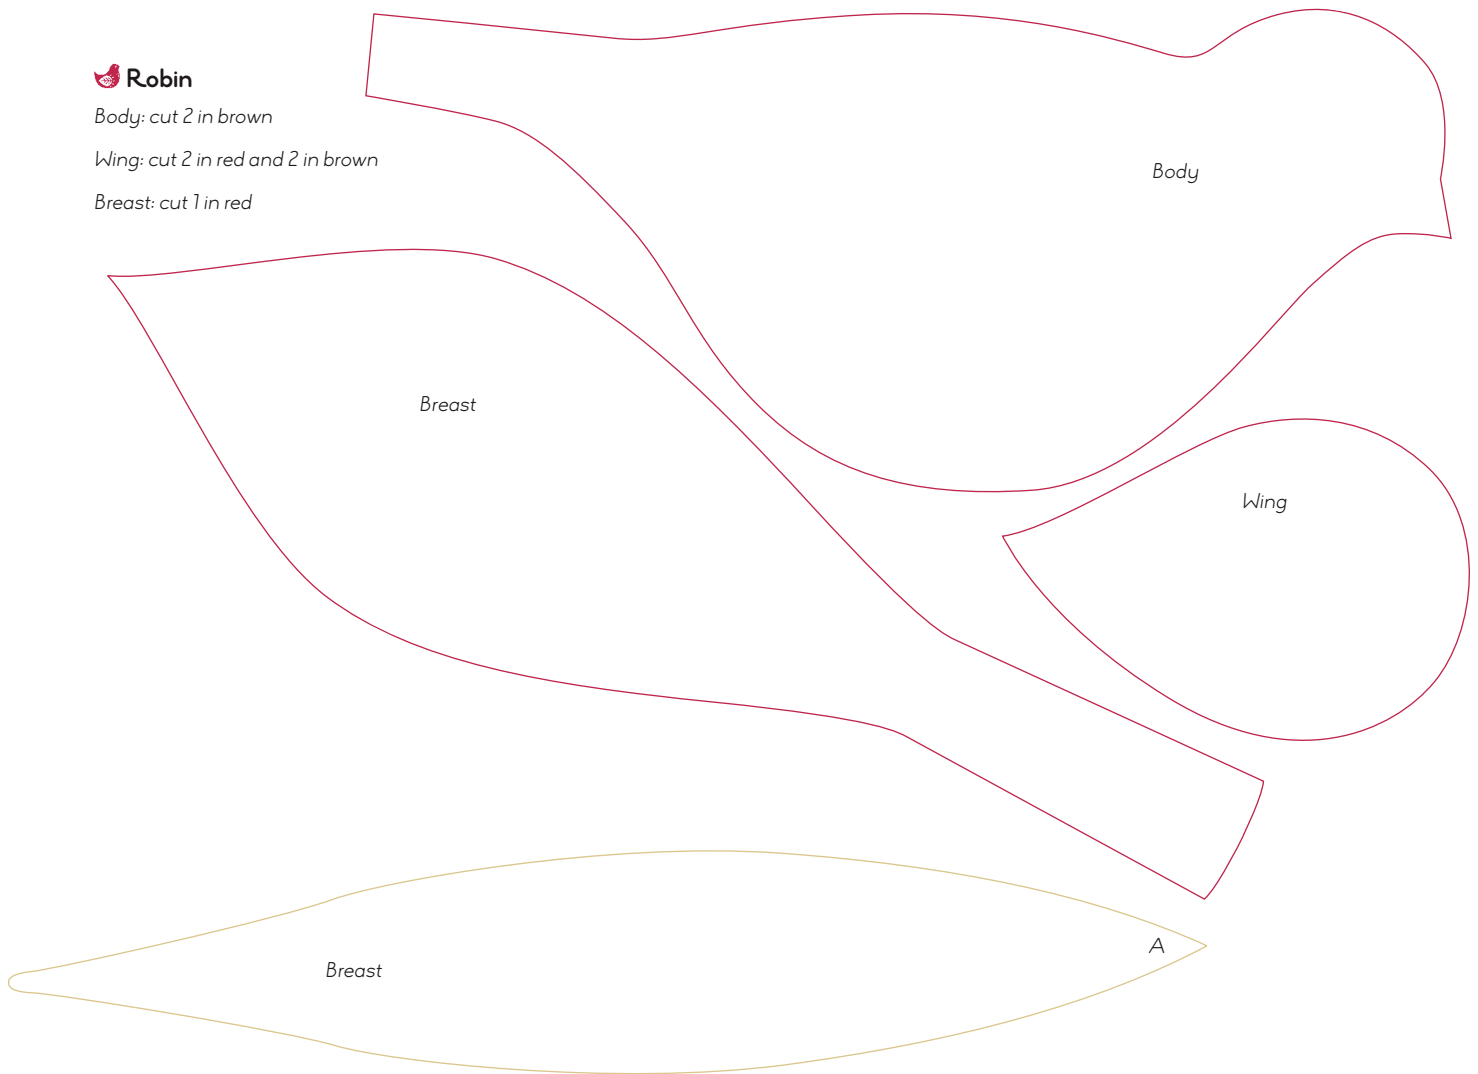 Robin
Body: cut 2 in brown
Wing: cut 2 in red and 2 in brown
Breast: cut 1 in red
Body
Breast
Wing
A
Breast